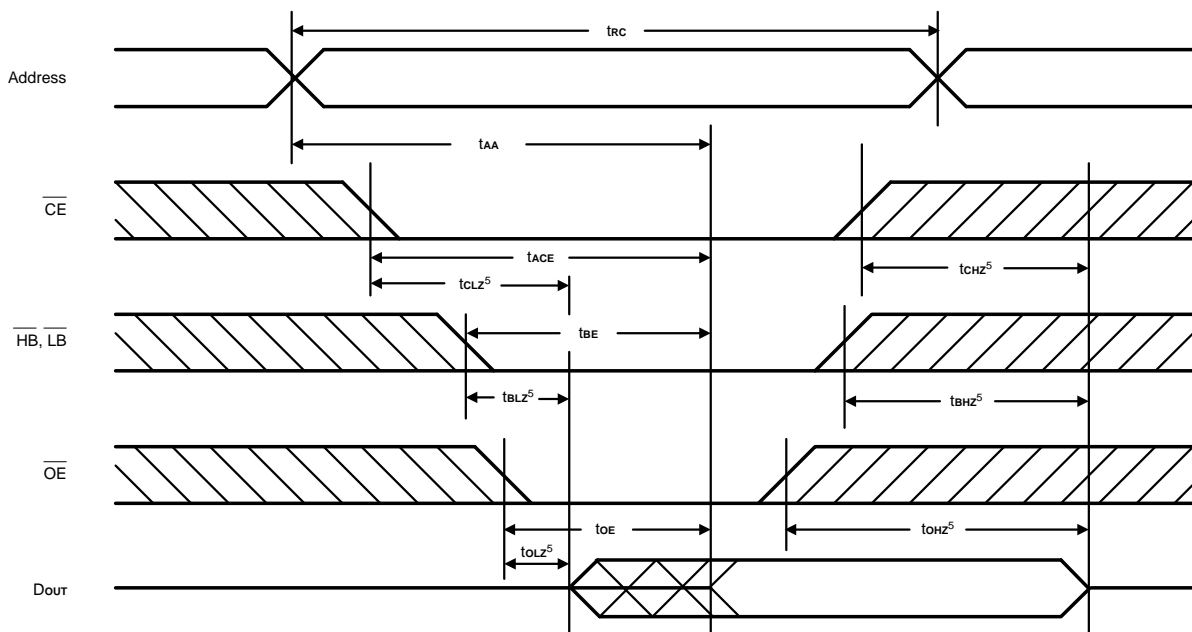 tRC
Address
tAA
CE
tACE
tCHZ5
tCLZ5
HB, LB
tBE
tBLZ5
tBHZ5
OE
tOE
tOHZ5
tOLZ5
DOUT